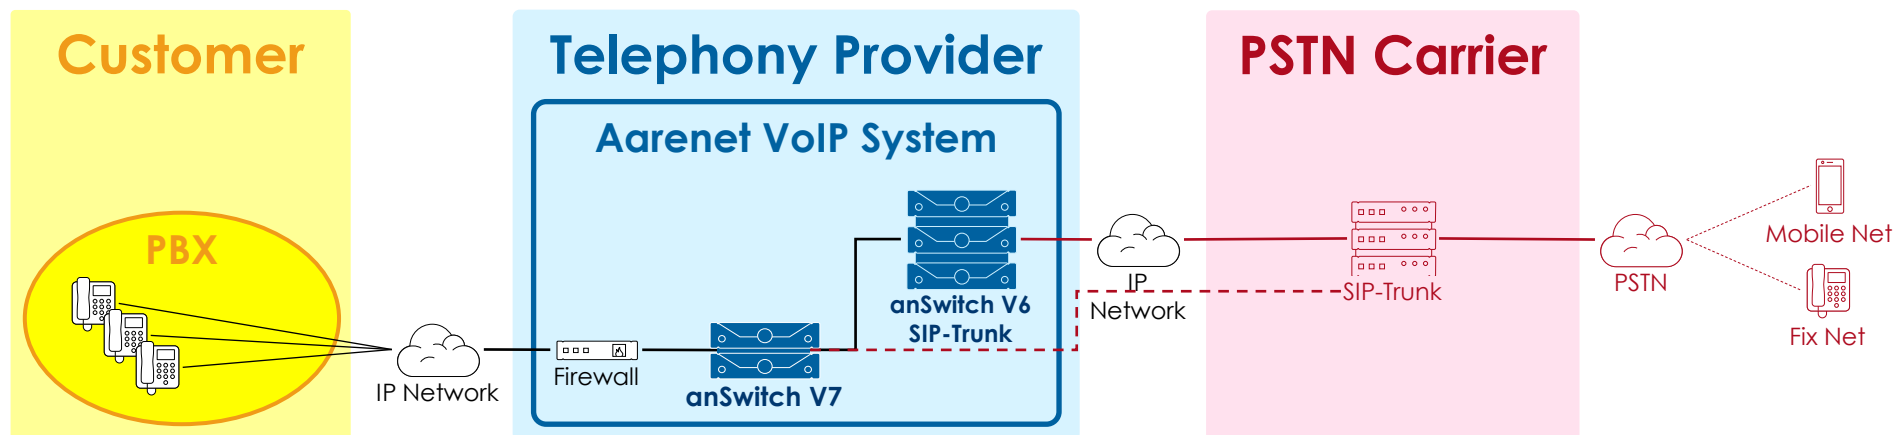 Customer
Telephony Provider
PSTN Carrier
Aarenet VoIP System
PBX
Mobile Net
IP
Network
PSTN
SIP-Trunk
anSwitch V6
SIP-Trunk
Fix Net
IP Network
Firewall
anSwitch V7